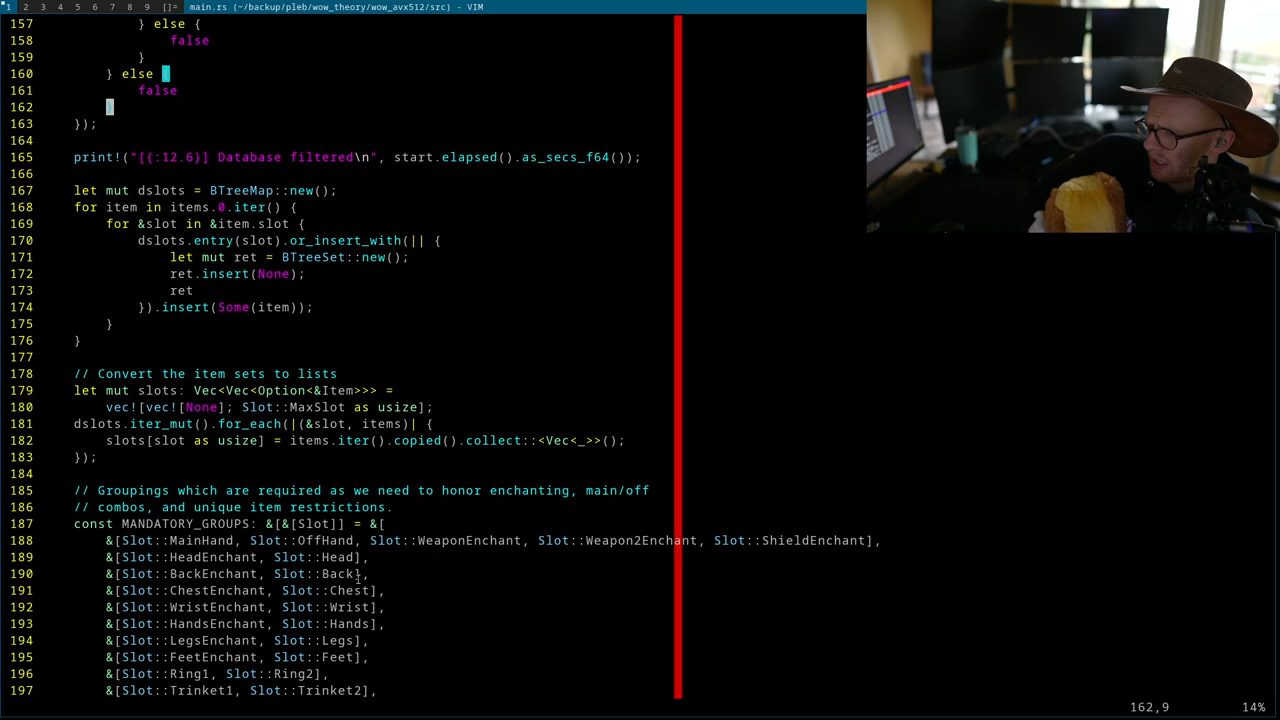 1 2 3 4 5 6 7 8 9 []= main.rs (~/backup/pleb/wow_theory/wow_avx512/src) - VIM
157             } else {
158                 false
159             }
160         } else {
161             false
162         }
163     });
164
165     print!("[{:12.6}] Database filtered\n", start.elapsed().as_secs_f64());
166
167     let mut dslots = BTreeMap::new();
168     for item in items.0.iter() {
169         for &slot in &item.slot {
170             dslots.entry(slot).or_insert_with(|| {
171                 let mut ret = BTreeSet::new();
172                 ret.insert(None);
173                 ret
174             }).insert(Some(item));
175         }
176     }
177
178     // Convert the item sets to lists
179     let mut slots: Vec<Vec<Option<&Item>>> =
180         vec![vec![None]; Slot::MaxSlot as usize];
181     dslots.iter_mut().for_each(|(&slot, items)| {
182         slots[slot as usize] = items.iter().copied().collect::<Vec<_>>();
183     });
184
185     // Groupings which are required as we need to honor enchanting, main/off
186     // combos, and unique item restrictions.
187     const MANDATORY_GROUPS: &[&[Slot]] = &[
188         &[Slot::MainHand, Slot::OffHand, Slot::WeaponEnchant, Slot::Weapon2Enchant, Slot::ShieldEnchant],
189         &[Slot::HeadEnchant, Slot::Head],
190         &[Slot::BackEnchant, Slot::Back],
191         &[Slot::ChestEnchant, Slot::Chest],
192         &[Slot::WristEnchant, Slot::Wrist],
193         &[Slot::HandsEnchant, Slot::Hands],
194         &[Slot::LegsEnchant, Slot::Legs],
195         &[Slot::FeetEnchant, Slot::Feet],
196         &[Slot::Ring1, Slot::Ring2],
197         &[Slot::Trinket1, Slot::Trinket2],
162,9 14%